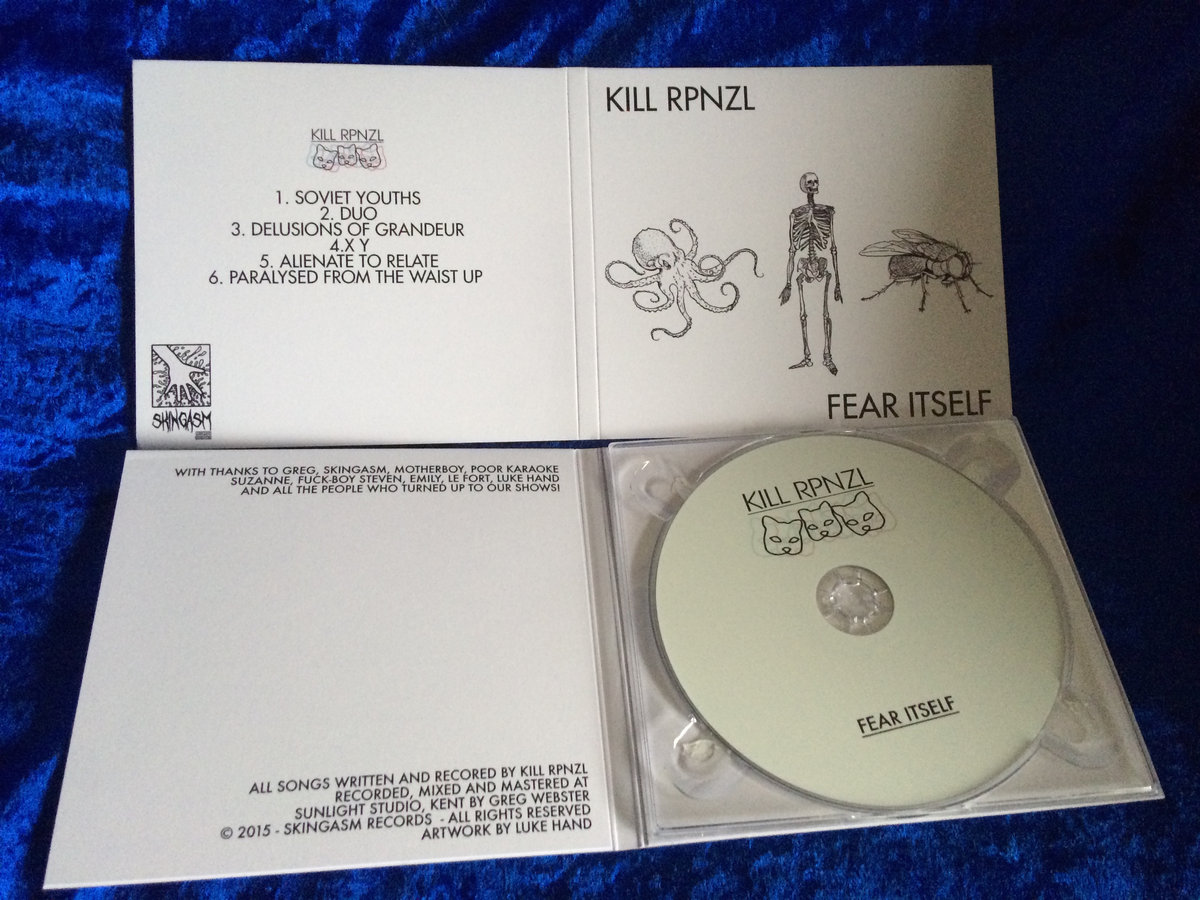 KILL RPNZL
1. SOVIET YOUTHS
2. DUO
3. DELUSIONS OF GRANDEUR
4.X Y
5. ALIENATE TO RELATE
6. PARALYSED FROM THE WAIST UP
SKINGASM
KILL RPNZL
FEAR ITSELF
WITH THANKS TO GREG, SKINGASM, MOTHERBOY, POOR KARAOKE
SUZANNE, FUCK-BOY STEVEN, EMILY, LE FORT, LUKE HAND
AND ALL THE PEOPLE WHO TURNED UP TO OUR SHOWS!
ALL SONGS WRITTEN AND RECORED BY KILL RPNZL
RECORDED, MIXED AND MASTERED AT
SUNLIGHT STUDIO, KENT BY GREG WEBSTER
© 2015 - SKINGASM RECORDS - ALL RIGHTS RESERVED
ARTWORK BY LUKE HAND
KILL RPNZL
FEAR ITSELF